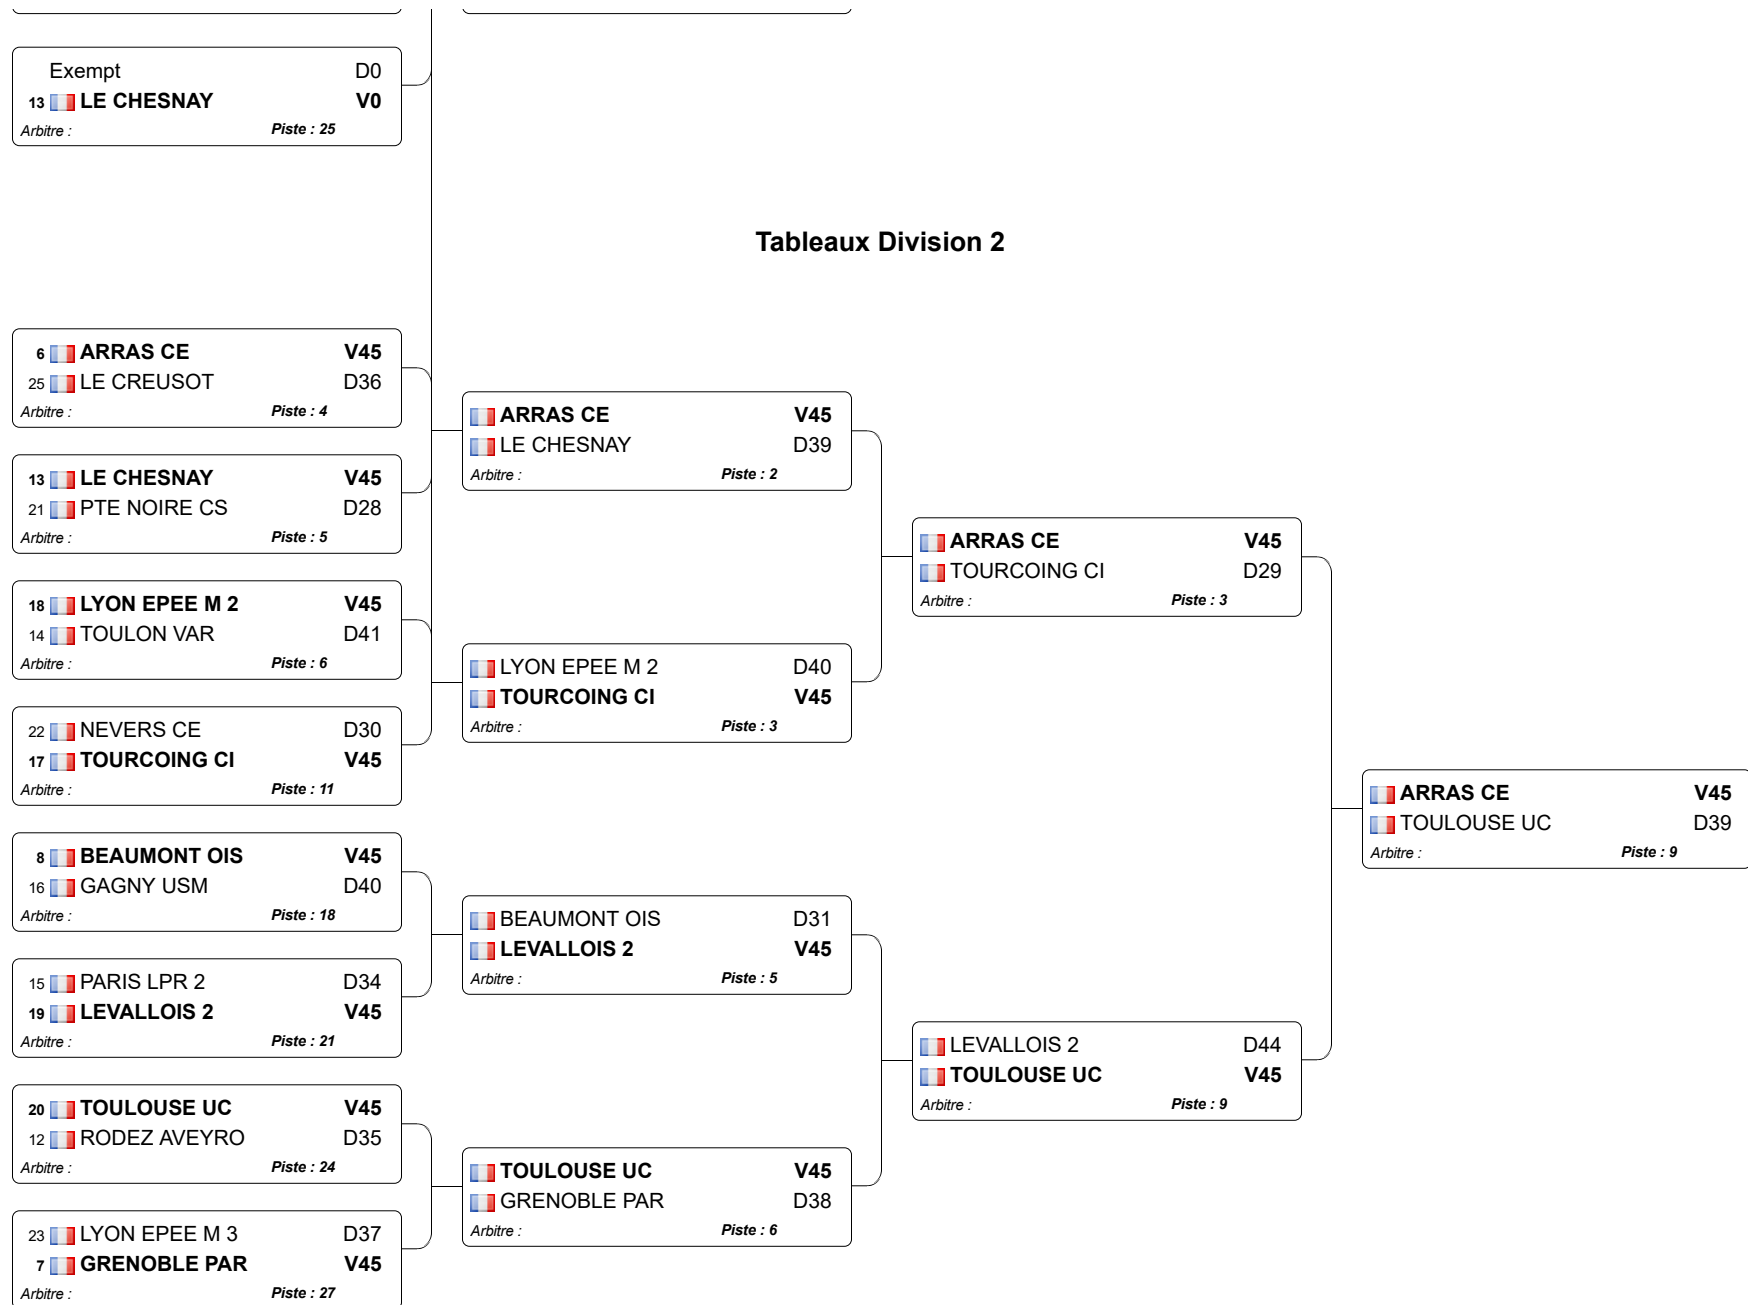 Exempt D0
13 LE CHESNAY V0
Arbitre : Piste : 25
Tableaux Division 2
6 ARRAS CE V45
25 LE CREUSOT D36
Arbitre : Piste : 4
13 LE CHESNAY V45
21 PTE NOIRE CS D28
Arbitre : Piste : 5
18 LYON EPEE M 2 V45
14 TOULON VAR D41
Arbitre : Piste : 6
22 NEVERS CE D30
17 TOURCOING CI V45
Arbitre : Piste : 11
8 BEAUMONT OIS V45
16 GAGNY USM D40
Arbitre : Piste : 18
15 PARIS LPR 2 D34
19 LEVALLOIS 2 V45
Arbitre : Piste : 21
20 TOULOUSE UC V45
12 RODEZ AVEYRO D35
Arbitre : Piste : 24
23 LYON EPEE M 3 D37
7 GRENOBLE PAR V45
Arbitre : Piste : 27
ARRAS CE V45
LE CHESNAY D39
Arbitre : Piste : 2
LYON EPEE M 2 D40
TOURCOING CI V45
Arbitre : Piste : 3
BEAUMONT OIS D31
LEVALLOIS 2 V45
Arbitre : Piste : 5
TOULOUSE UC V45
GRENOBLE PAR D38
Arbitre : Piste : 6
ARRAS CE V45
TOURCOING CI D29
Arbitre : Piste : 3
LEVALLOIS 2 D44
TOULOUSE UC V45
Arbitre : Piste : 9
ARRAS CE V45
TOULOUSE UC D39
Arbitre : Piste : 9